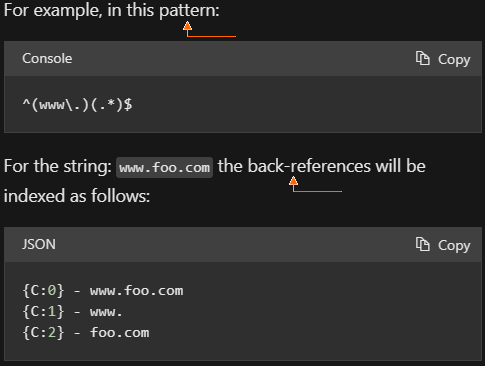 For example, in this pattern:
Console
Copy
^(www\.)(.*)$
For the string: www.foo.com the back-references will be
indexed as follows:
JSON
Copy
{C:0} - www.foo.com
{C:1} - www.
{C:2} - foo.com